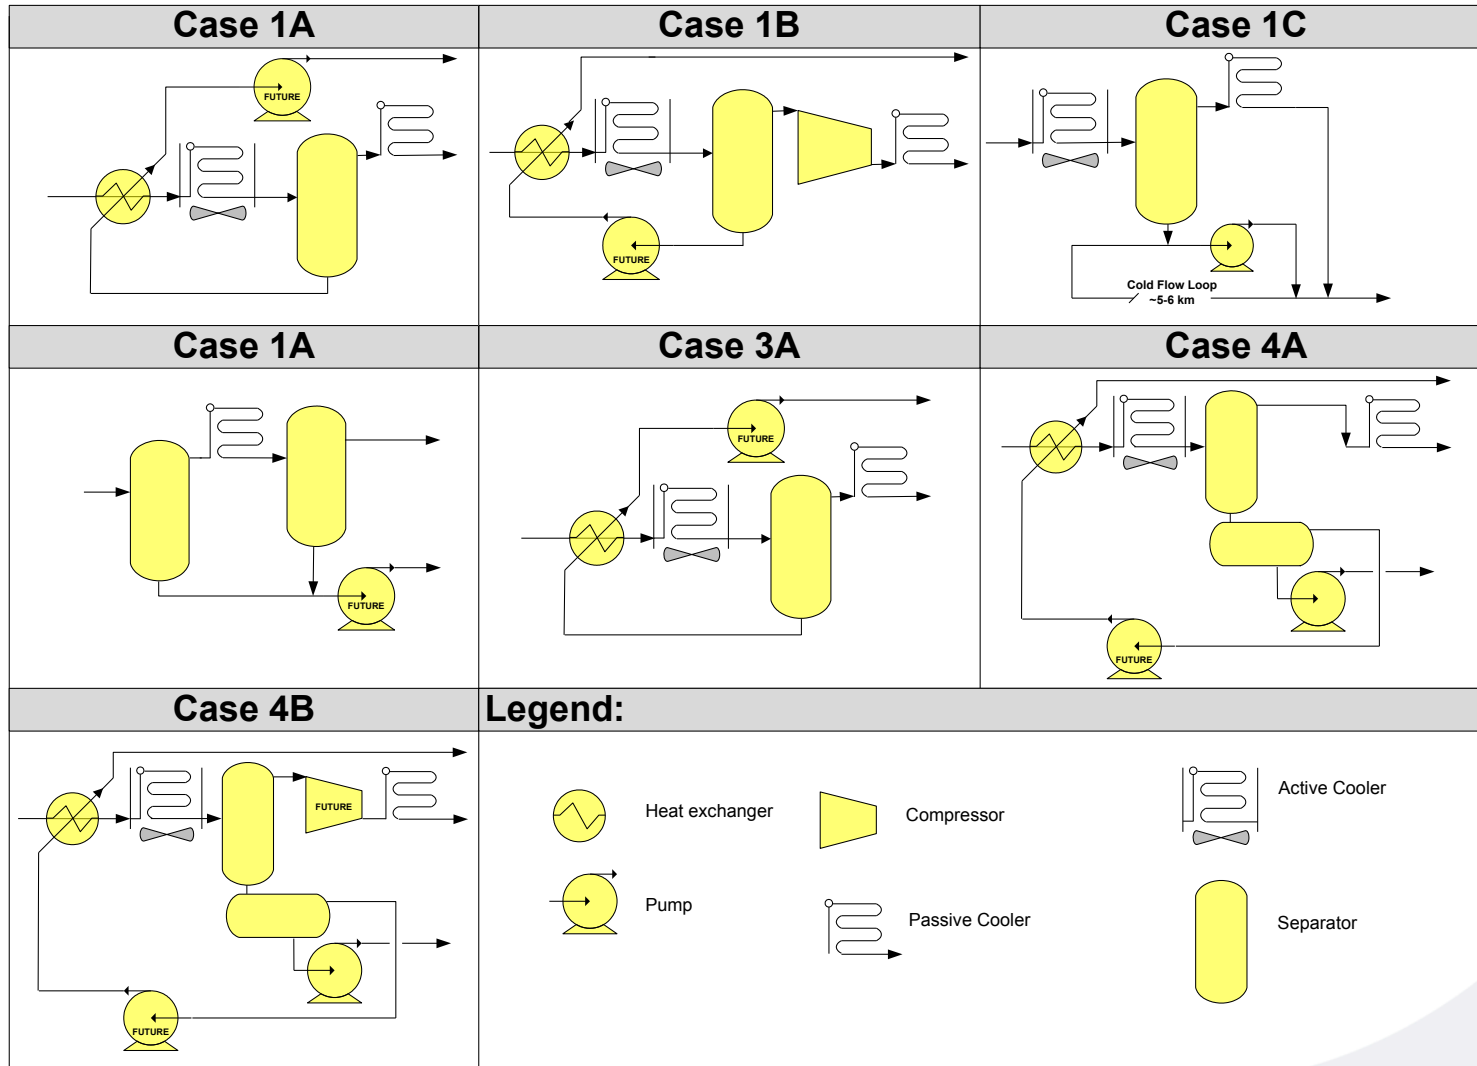 Case 1A
Case 1B
Case 1C
FUTURE
FUTURE
Cold Flow Loop
~5-6 km
Case 1A
Case 3A
Case 4A
FUTURE
FUTURE
FUTURE
Case 4B
Legend:
FUTURE
FUTURE
Heat exchanger
Compressor
Active Cooler
Pump
Passive Cooler
Separator